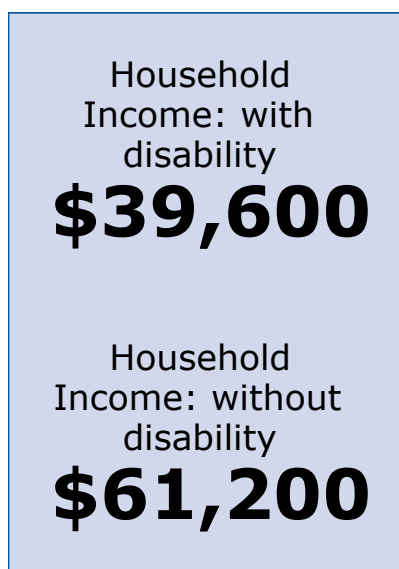 Household
Income: with
disability
$39,600
Household
Income: without
disability
$61,200